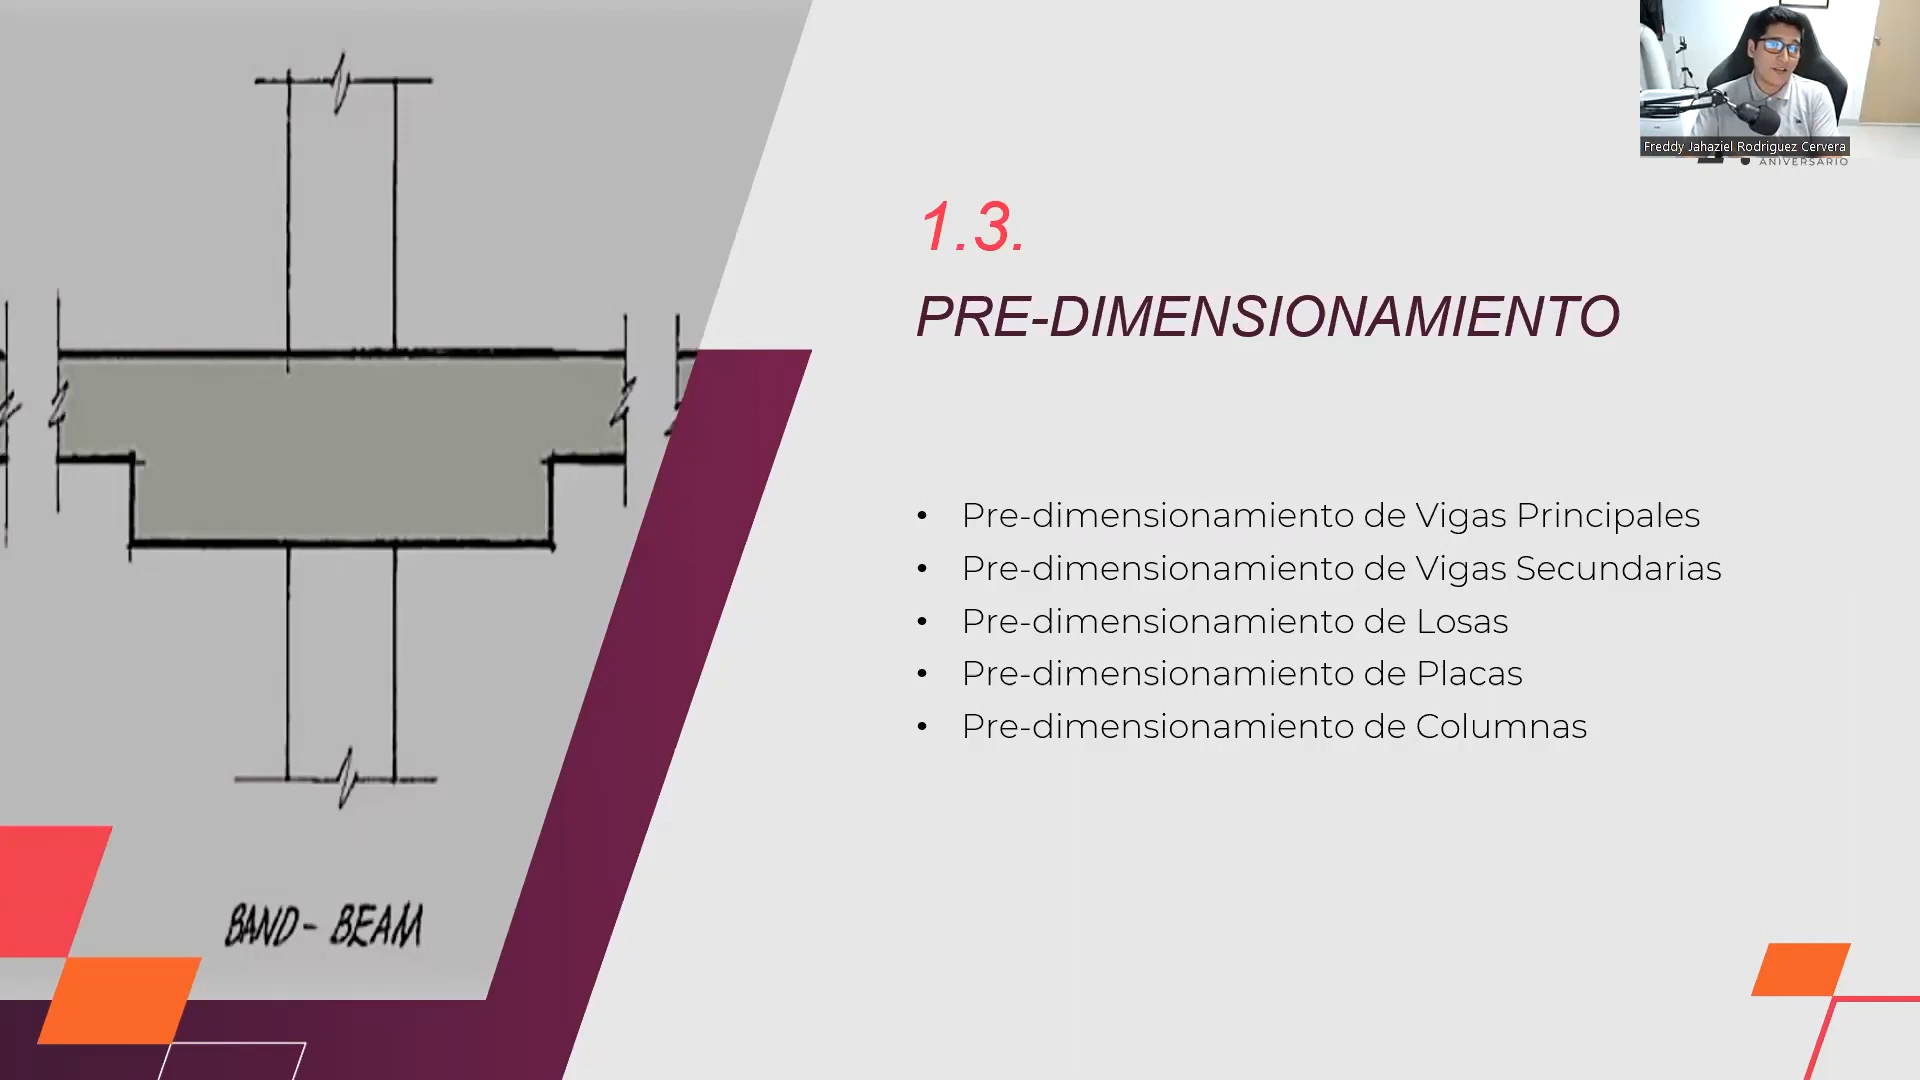 Freddy Jahaziel Rodriguez Cervera
ANIVERSARIO
1.3.
PRE-DIMENSIONAMIENTO
• Pre-dimensionamiento de Vigas Principales
• Pre-dimensionamiento de Vigas Secundarias
• Pre-dimensionamiento de Losas
• Pre-dimensionamiento de Placas
• Pre-dimensionamiento de Columnas
BAND-BEAM